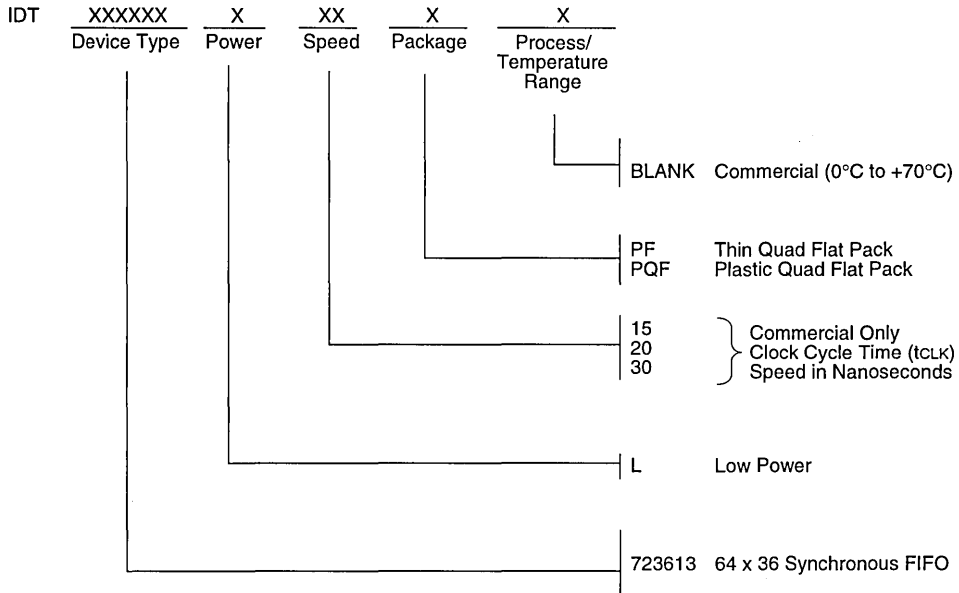 IDT XXXXXX X XX X X
Device Type Power Speed Package Process/
Temperature
Range
BLANK Commercial (0°C to +70°C)
PF Thin Quad Flat Pack
PQF Plastic Quad Flat Pack
15 Commercial Only
20 Clock Cycle Time (tCLK)
30 Speed in Nanoseconds
L Low Power
723613 64 x 36 Synchronous FIFO